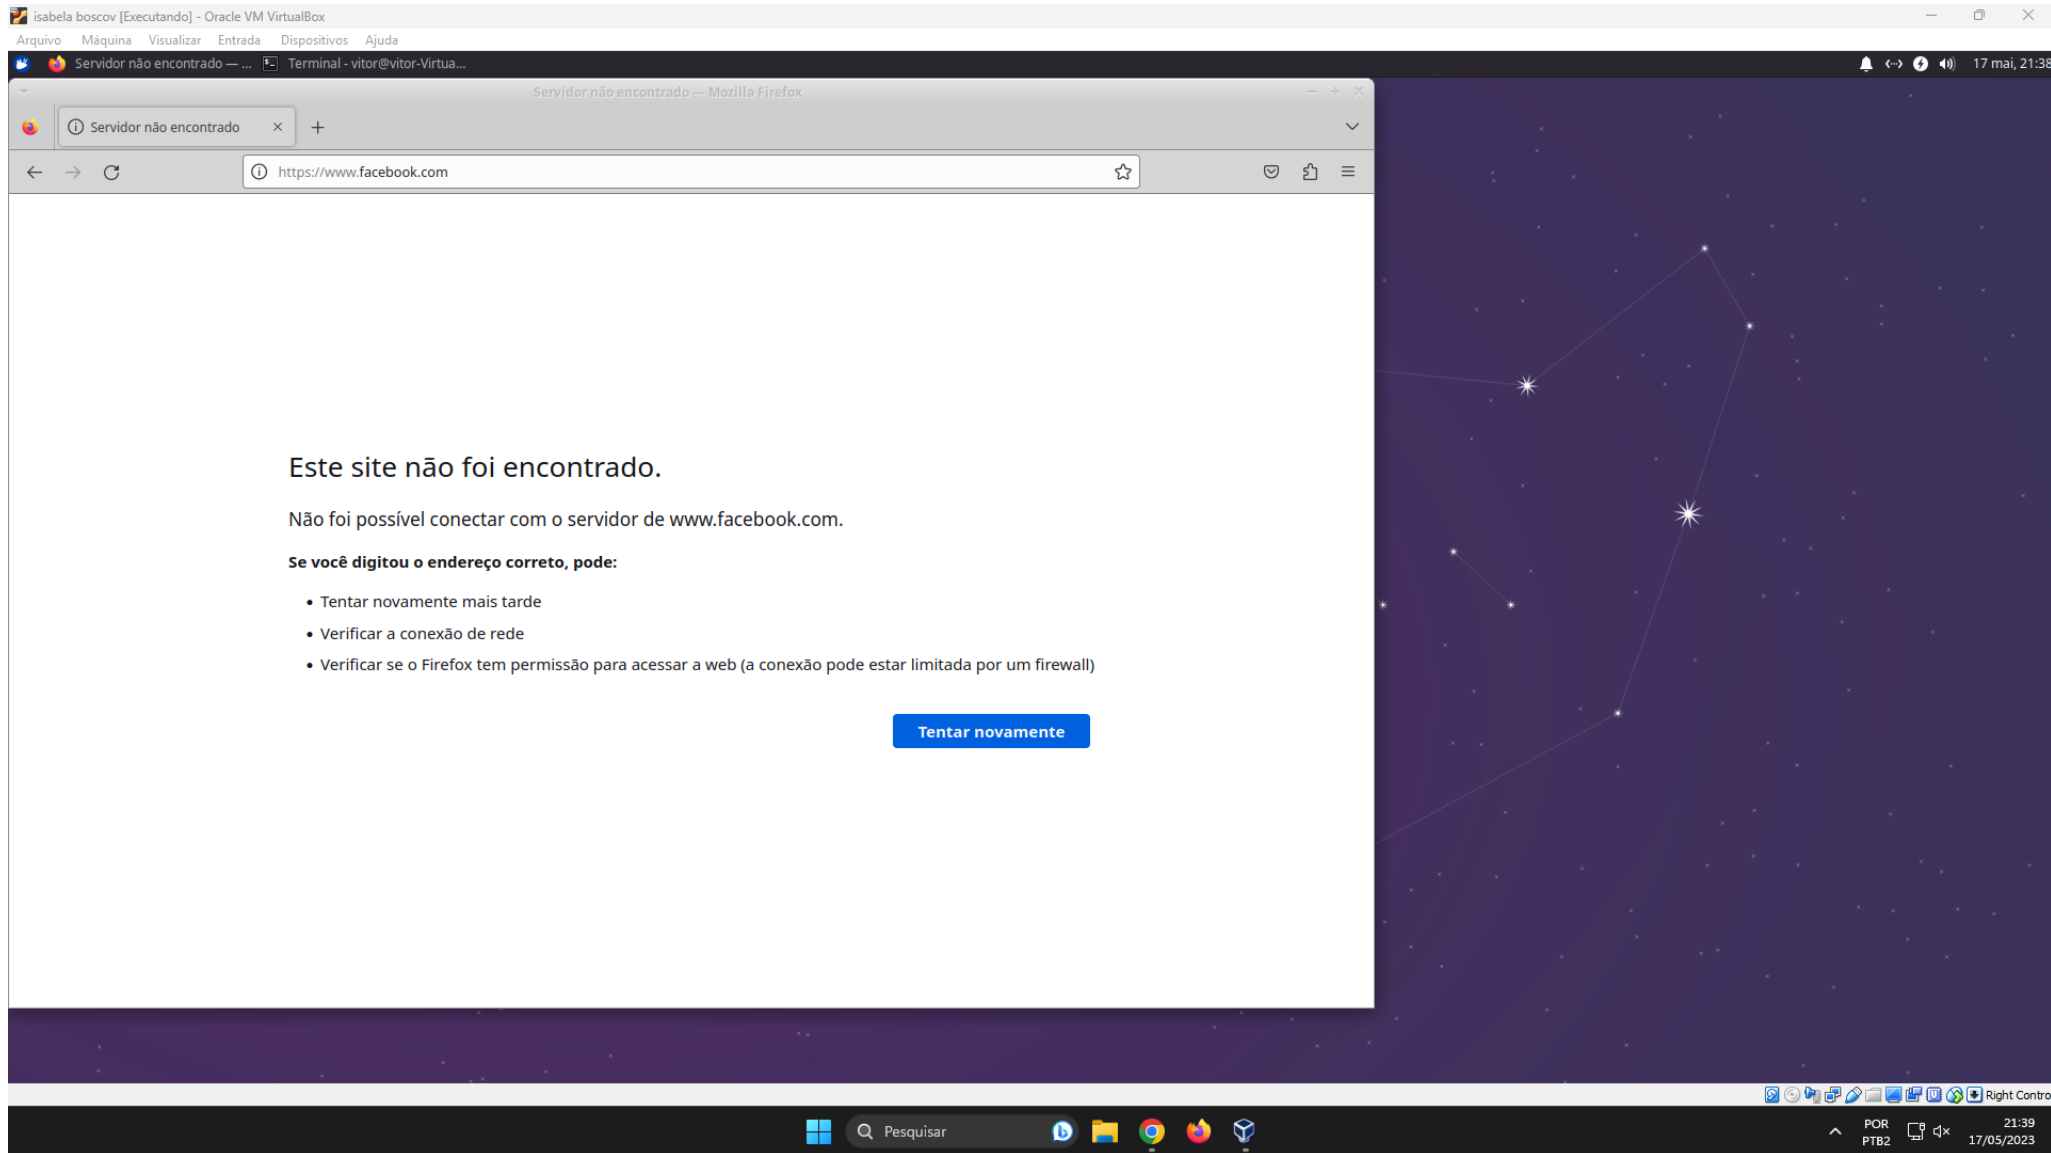 isabela boscov [Executando] - Oracle VM VirtualBox
Arquivo Máquina Visualizar Entrada Dispositivos Ajuda
Servidor não encontrado — ... Terminal - vitor@vitor-Virtua... 17 mai, 21:38
Servidor não encontrado — Mozilla Firefox
Servidor não encontrado
https://www.facebook.com
Este site não foi encontrado.
Não foi possível conectar com o servidor de www.facebook.com.
Se você digitou o endereço correto, pode:
• Tentar novamente mais tarde
• Verificar a conexão de rede
• Verificar se o Firefox tem permissão para acessar a web (a conexão pode estar limitada por um firewall)
Tentar novamente
Right Contro
Pesquisar
POR
PTB2
21:39
17/05/2023